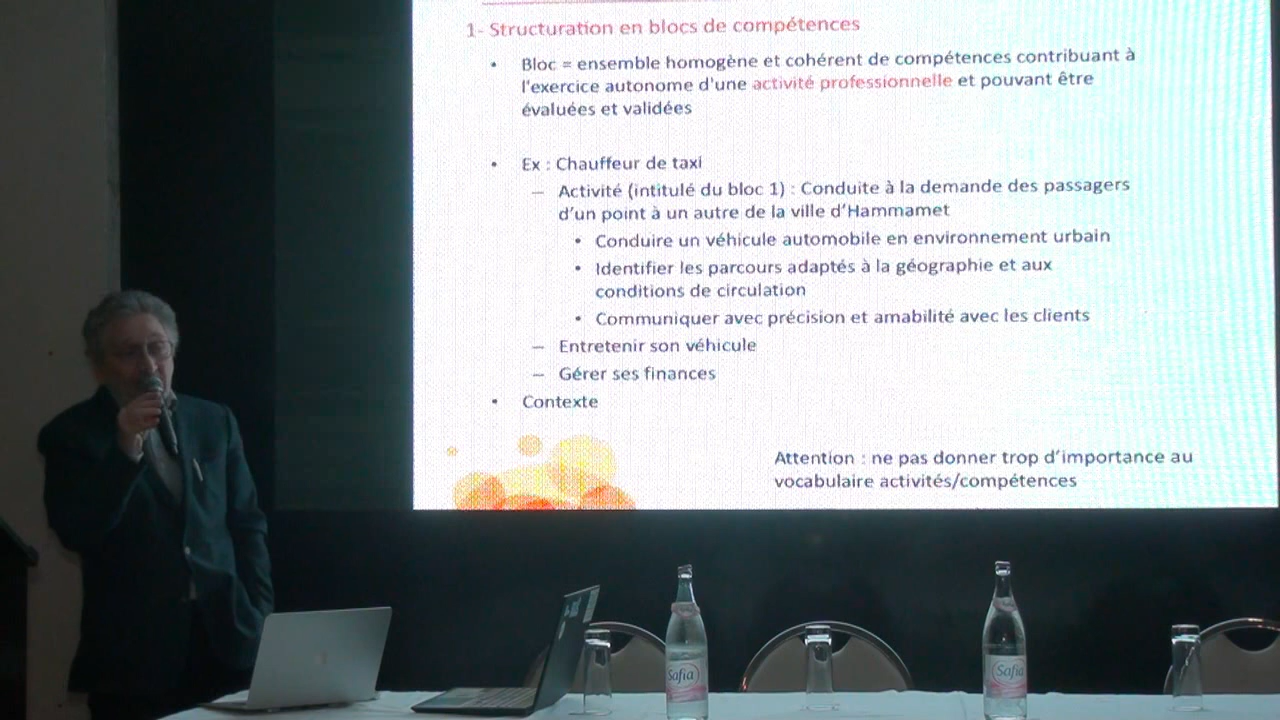 1- Structuration en blocs de compétences
• Bloc = ensemble homogène et cohérent de compétences contribuant à
l'exercice autonome d'une activité professionnelle et pouvant être
évaluées et validées
• Ex : Chauffeur de taxi
– Activité (intitulé du bloc 1) : Conduite à la demande des passagers
d'un point à un autre de la ville d'Hammamet
• Conduire un véhicule automobile en environnement urbain
• Identifier les parcours adaptés à la géographie et aux
conditions de circulation
• Communiquer avec précision et amabilité avec les clients
– Entretenir son véhicule
– Gérer ses finances
• Contexte
Attention : ne pas donner trop d'importance au
vocabulaire activités/compétences
Safia
Safia